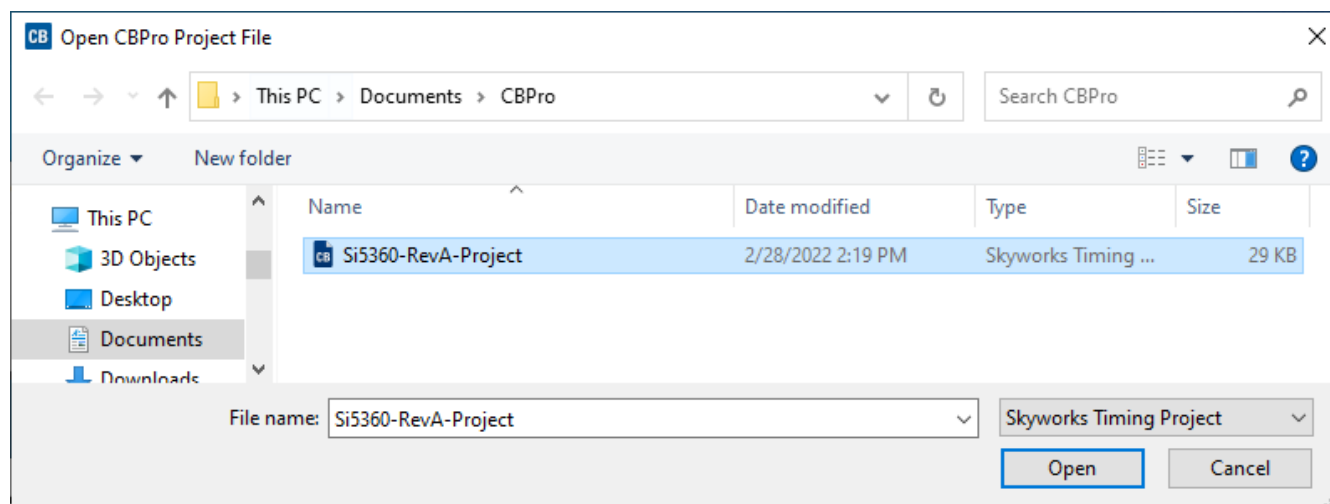 CB Open CBPro Project File
This PC > Documents > CBPro
Search CBPro
Organize
New folder
?
This PC
3D Objects
Desktop
Documents
Downloads
Name Date modified Type Size
CB Si5360-RevA-Project 2/28/2022 2:19 PM Skyworks Timing ... 29 KB
File name: Si5360-RevA-Project
Skyworks Timing Project
Open
Cancel